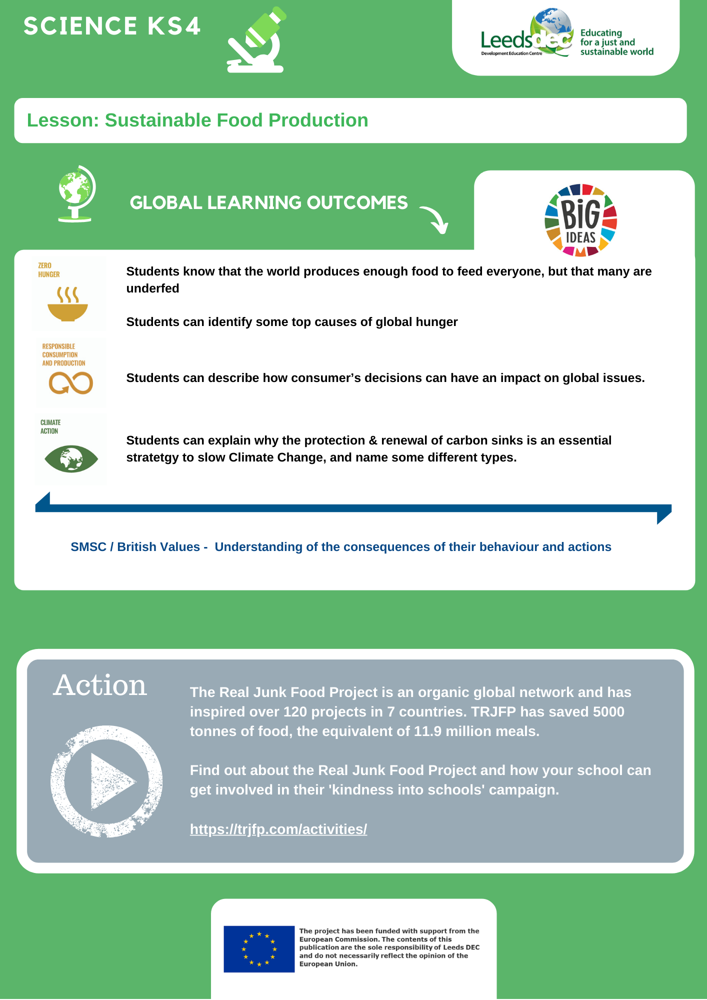 SCIENCE KS4
Leedsdec
Development Education Centre
Educating
for a just and
sustainable world
Lesson: Sustainable Food Production
GLOBAL LEARNING OUTCOMES
BiG
IDEAS
ZERO
HUNGER
Students know that the world produces enough food to feed everyone, but that many are
underfed
Students can identify some top causes of global hunger
RESPONSIBLE
CONSUMPTION
AND PRODUCTION
Students can describe how consumer’s decisions can have an impact on global issues.
CLIMATE
ACTION
Students can explain why the protection & renewal of carbon sinks is an essential
stratetgy to slow Climate Change, and name some different types.
SMSC / British Values -  Understanding of the consequences of their behaviour and actions
Action
The Real Junk Food Project is an organic global network and has
inspired over 120 projects in 7 countries. TRJFP has saved 5000
tonnes of food, the equivalent of 11.9 million meals.
Find out about the Real Junk Food Project and how your school can
get involved in their 'kindness into schools' campaign.
https://trjfp.com/activities/
The project has been funded with support from the
European Commission. The contents of this
publication are the sole responsibility of Leeds DEC
and do not necessarily reflect the opinion of the
European Union.